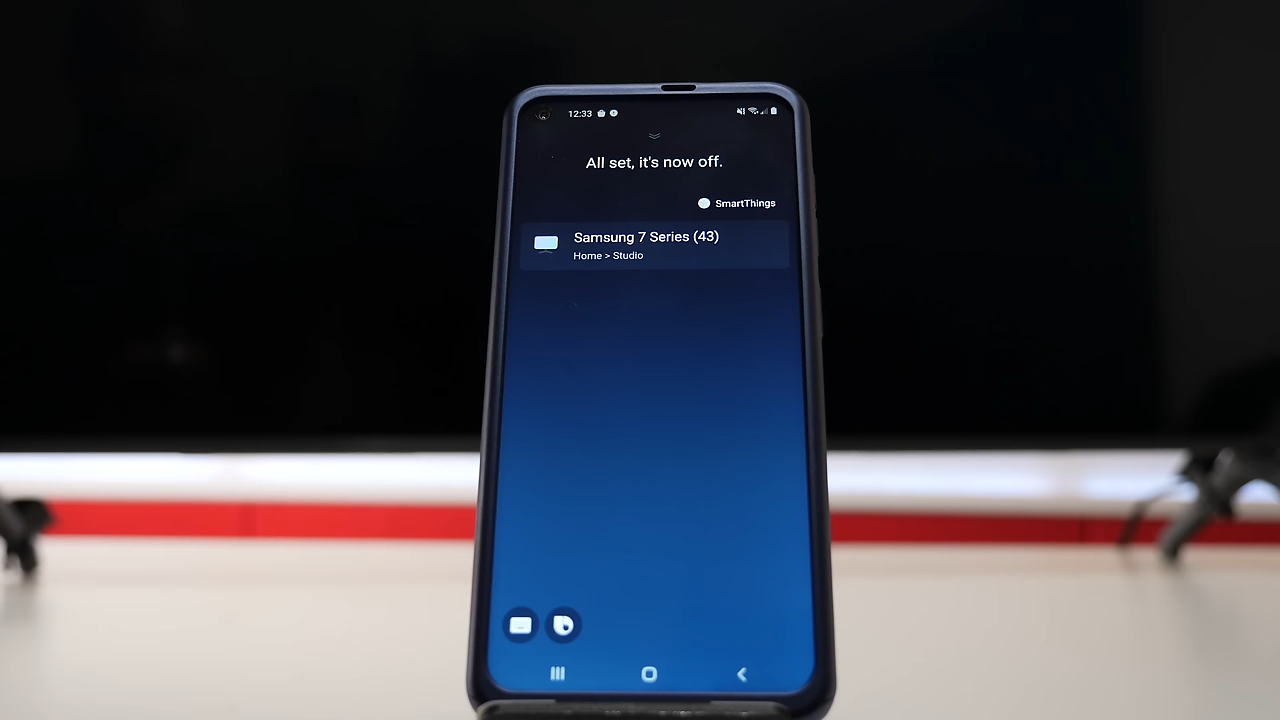 12:33
All set, it's now off.
SmartThings
Samsung 7 Series (43)
Home > Studio